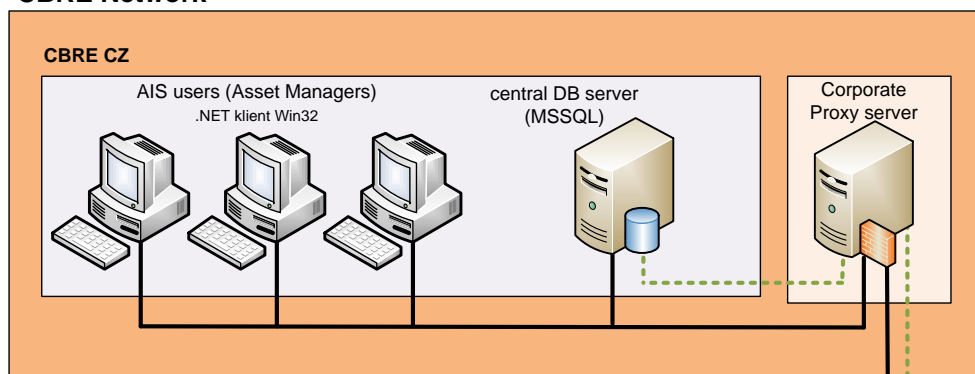 CBRE Network
CBRE CZ
AIS users (Asset Managers)
.NET klient Win32
central DB server
(MSSQL)
Corporate
Proxy server